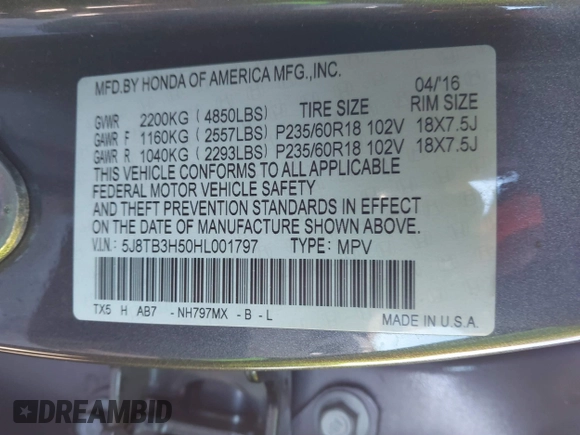 MFD.BY HONDA OF AMERICA MFG.,INC. 04/'16
GVWR 2200KG ( 4850LBS) TIRE SIZE RIM SIZE
GAWR F 1160KG ( 2557LBS) P235/60R18 102V 18X7.5J
GAWR R 1040KG ( 2293LBS) P235/60R18 102V 18X7.5J
THIS VEHICLE CONFORMS TO ALL APPLICABLE
FEDERAL MOTOR VEHICLE SAFETY
AND THEFT PREVENTION STANDARDS IN EFFECT
ON THE DATE OF MANUFACTURE SHOWN ABOVE.
V.I.N.: 5J8TB3H50HL001797 TYPE: MPV
TX5 H AB7 -NH797MX -B-L
MADE IN U.S.A.
DREAMBID